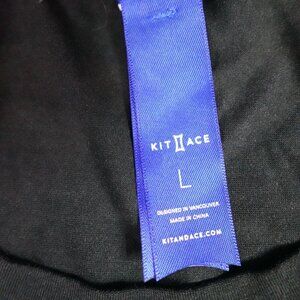 KIT ACE
L
DESIGNED IN VANCOUVER
MADE IN CHINA
KITANDACE.COM